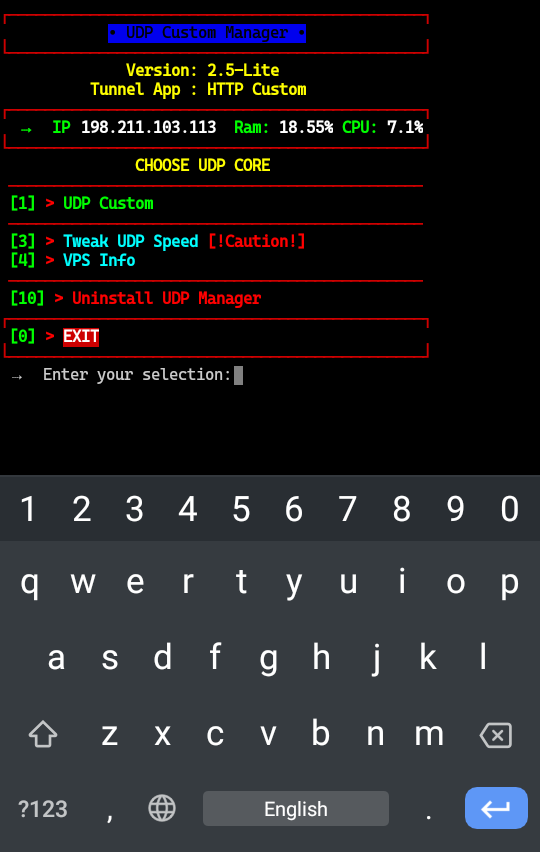 • UDP Custom Manager •
Version: 2.5-Lite
Tunnel App : HTTP Custom
→ IP 198.211.103.113 Ram: 18.55% CPU: 7.1%
CHOOSE UDP CORE
[1] > UDP Custom
[3] > Tweak UDP Speed [!Caution!]
[4] > VPS Info
[10] > Uninstall UDP Manager
[0] > EXIT
→ Enter your selection:
1 2 3 4 5 6 7 8 9 0
q w e r t y u i o p
a s d f g h j k l
z x c v b n m
?123 , English .